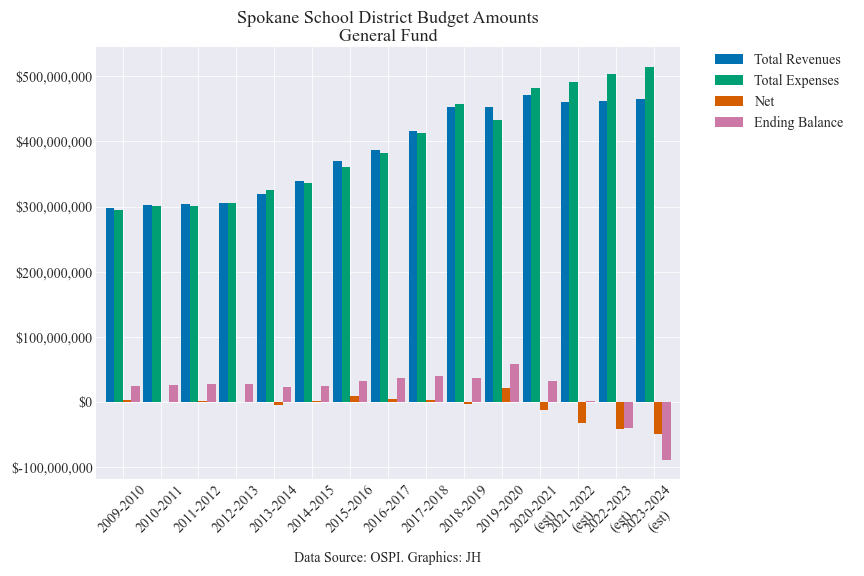 Spokane School District Budget Amounts
General Fund
Total Revenues
Total Expenses
Net
Ending Balance
$500,000,000
$400,000,000
$300,000,000
$200,000,000
$100,000,000
$0
$-100,000,000
2009-2010
2010-2011
2011-2012
2012-2013
2013-2014
2014-2015
2015-2016
2016-2017
2017-2018
2018-2019
2019-2020
2020-2021
(est)
2021-2022
(est)
2022-2023
(est)
2023-2024
(est)
Data Source: OSPI. Graphics: JH